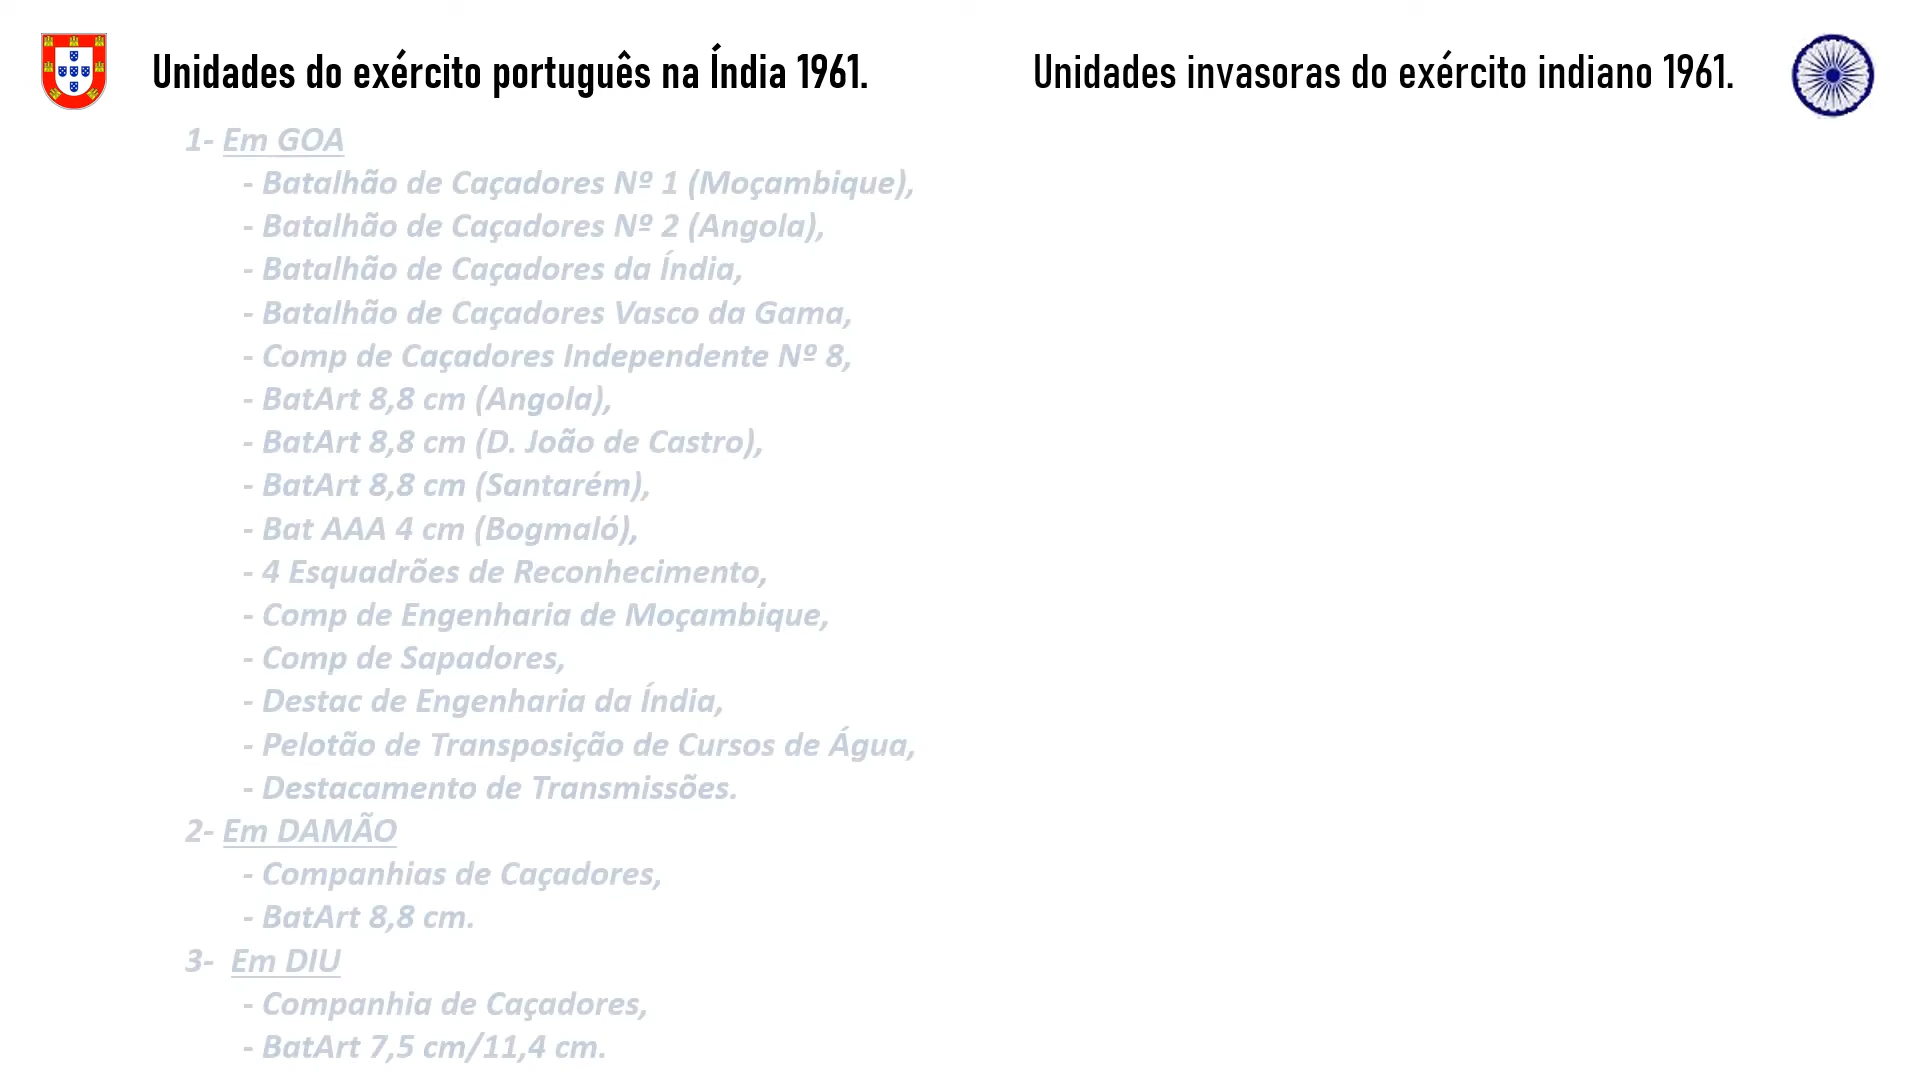 Unidades do exército português na Índia 1961.
Unidades invasoras do exército indiano 1961.
1- Em GOA
- Batalhão de Caçadores Nº 1 (Moçambique),
- Batalhão de Caçadores Nº 2 (Angola),
- Batalhão de Caçadores da Índia,
- Batalhão de Caçadores Vasco da Gama,
- Comp de Caçadores Independente Nº 8,
- BatArt 8,8 cm (Angola),
- BatArt 8,8 cm (D. João de Castro),
- BatArt 8,8 cm (Santarém),
- Bat AAA 4 cm (Bogmaló),
- 4 Esquadrões de Reconhecimento,
- Comp de Engenharia de Moçambique,
- Comp de Sapadores,
- Destac de Engenharia da Índia,
- Pelotão de Transposição de Cursos de Água,
- Destacamento de Transmissões.
2- Em DAMÃO
- Companhias de Caçadores,
- BatArt 8,8 cm.
3- Em DIU
- Companhia de Caçadores,
- BatArt 7,5 cm/11,4 cm.